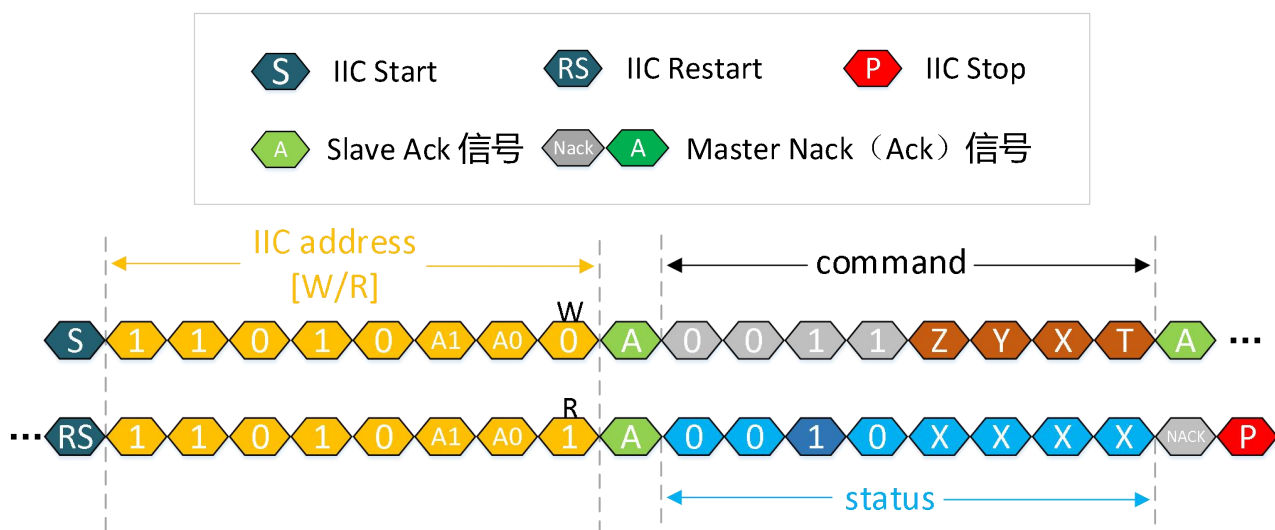 S IIC Start RS IIC Restart P IIC Stop
A Slave Ack 信号 Nack A Master Nack（Ack）信号
IIC address
[W/R]
command
W
S 1 1 0 1 0 A1 A0 0 A 0 0 1 1 Z Y X T A ...
R
... RS 1 1 0 1 0 A1 A0 1 A 0 0 1 0 X X X X NACK P
status